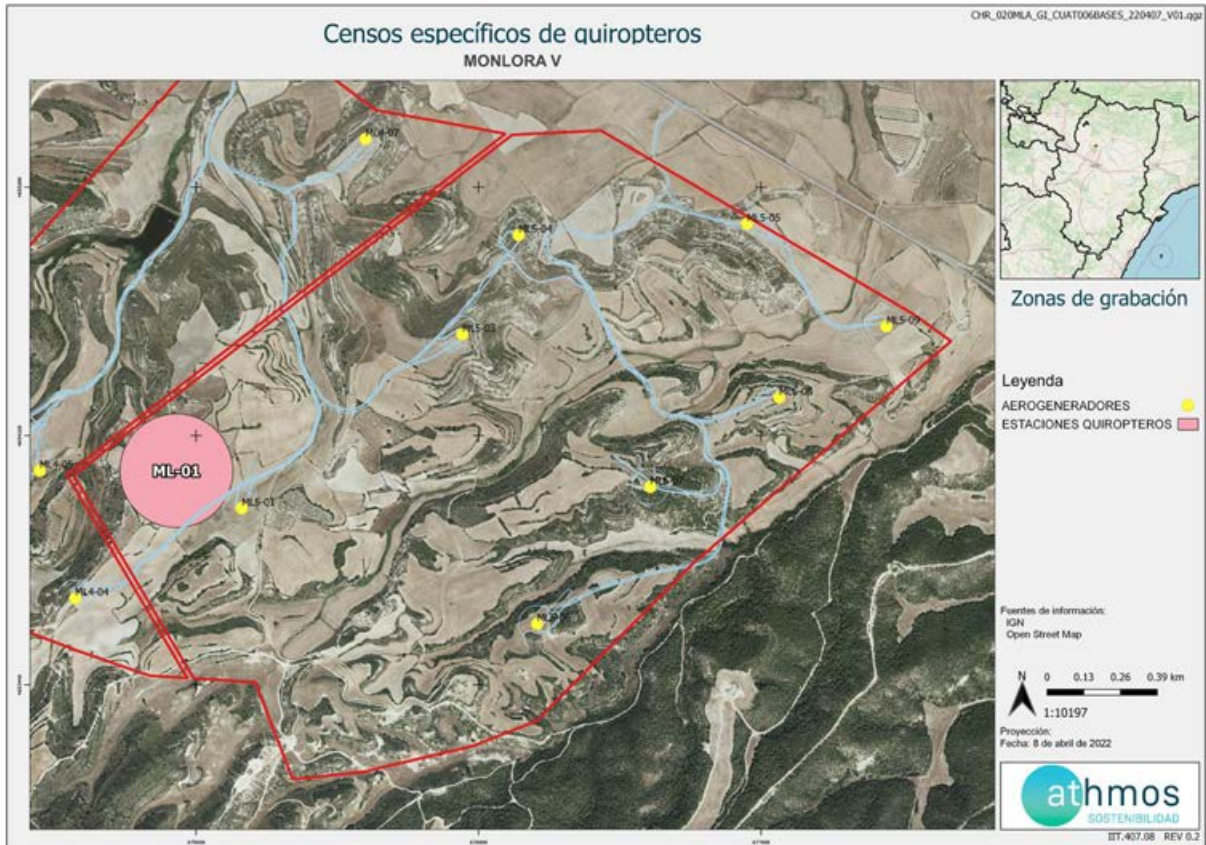 CHR_020MLA_GI_CUAT006BASES_220407_V01.qgz
Censos específicos de quiropteros
MONLORA V
ML4-07
ML5-04
ML5-05
ML5-03
ML5-09
ML-01
ML5-01
ML4-04
Zonas de grabación
Leyenda
AEROGENERADORES
ESTACIONES QUIROPTEROS
Fuentes de información:
IGN
Open Street Map
N
0 0.13 0.26 0.39 km
1:10197
Proyección:
Fecha: 8 de abril de 2022
athmos
SOSTENIBILIDAD
IIT.407.08 REV 0.2